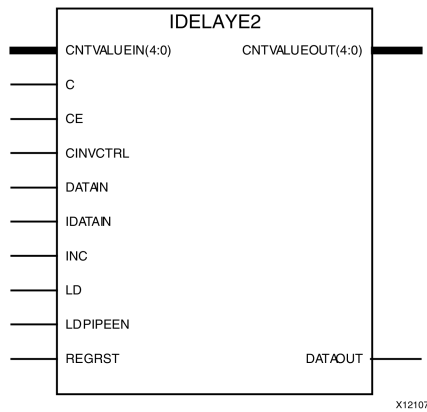 IDELAYE2
CNTVALUEIN(4:0) CNTVALUEOUT(4:0)
C
CE
CINVCTRL
DATAIN
IDATAIN
INC
LD
LDPIPEEN
REGRST DATAOUT
X12107